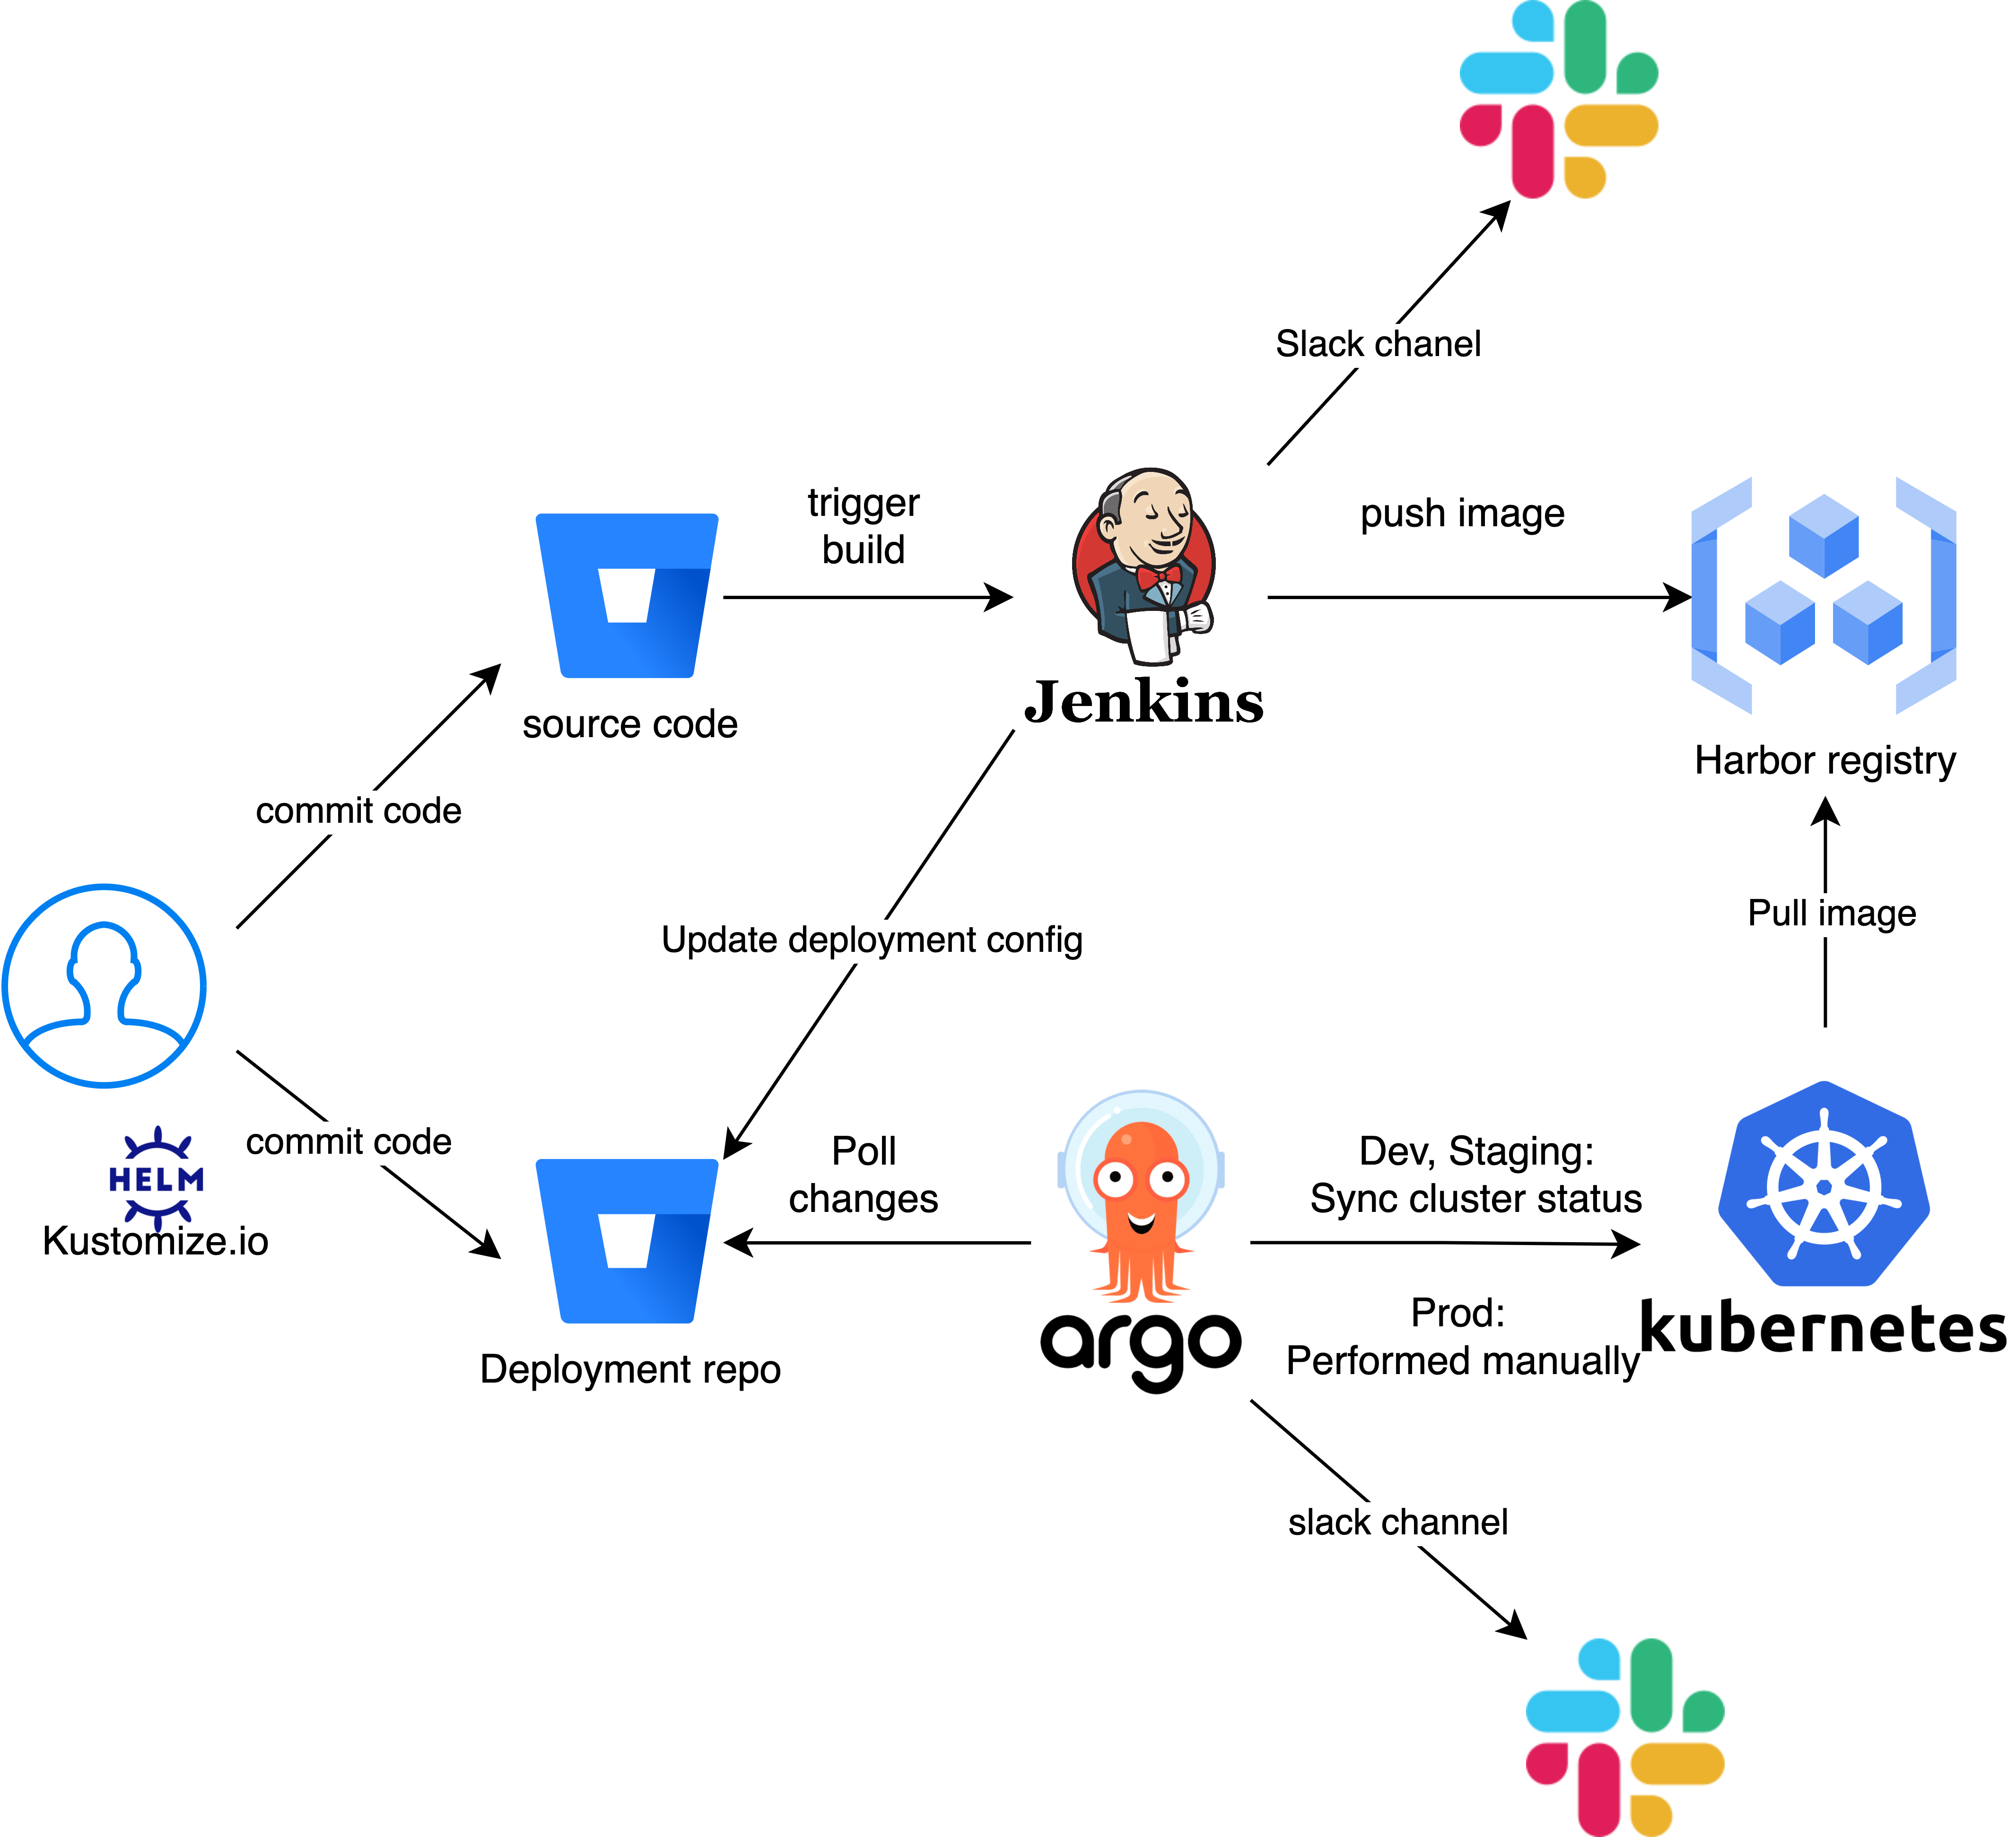 Slack chanel
trigger
build
push image
Jenkins
source code
Harbor registry
commit code
Pull image
Update deployment config
commit code
HELM
Kustomize.io
Poll
changes
Dev, Staging:
Sync cluster status
Prod:
Performed manually
argo
kubernetes
Deployment repo
slack channel